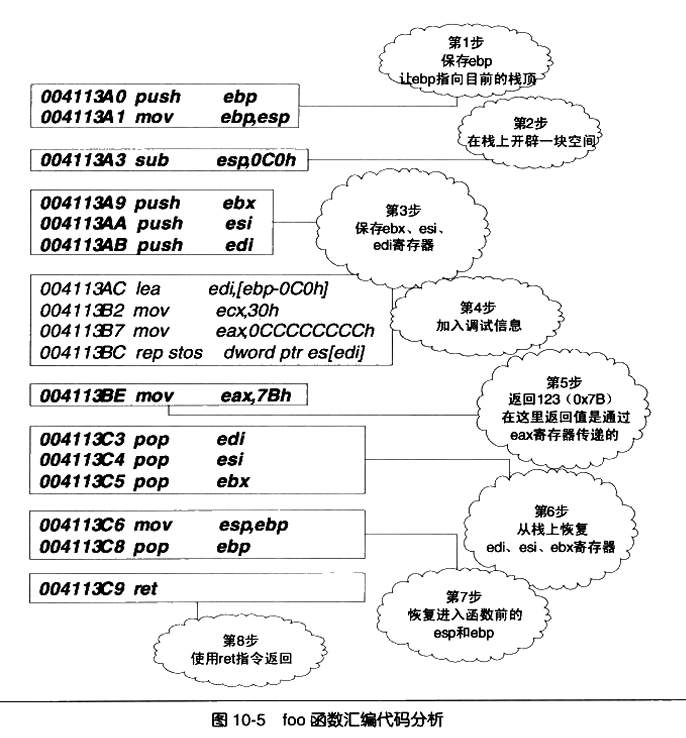 第1步
保存ebp
让ebp指向目前的栈顶
004113A0 push ebp
004113A1 mov ebp,esp
第2步
在栈上开辟一块空间
004113A3 sub esp,0C0h
004113A9 push ebx
004113AA push esi
004113AB push edi
第3步
保存ebx、esi、
edi寄存器
004113AC lea edi,[ebp-0C0h]
004113B2 mov ecx,30h
004113B7 mov eax,0CCCCCCCCh
004113BC rep stos dword ptr es[edi]
第4步
加入调试信息
004113BE mov eax,7Bh
第5步
返回123（0x7B）
在这里返回值是通过
eax寄存器传递的
004113C3 pop edi
004113C4 pop esi
004113C5 pop ebx
第6步
从栈上恢复
edi、esi、ebx寄存器
004113C6 mov esp,ebp
004113C8 pop ebp
第7步
恢复进入函数前的
esp和ebp
004113C9 ret
第8步
使用ret指令返回
图 10-5 foo 函数汇编代码分析